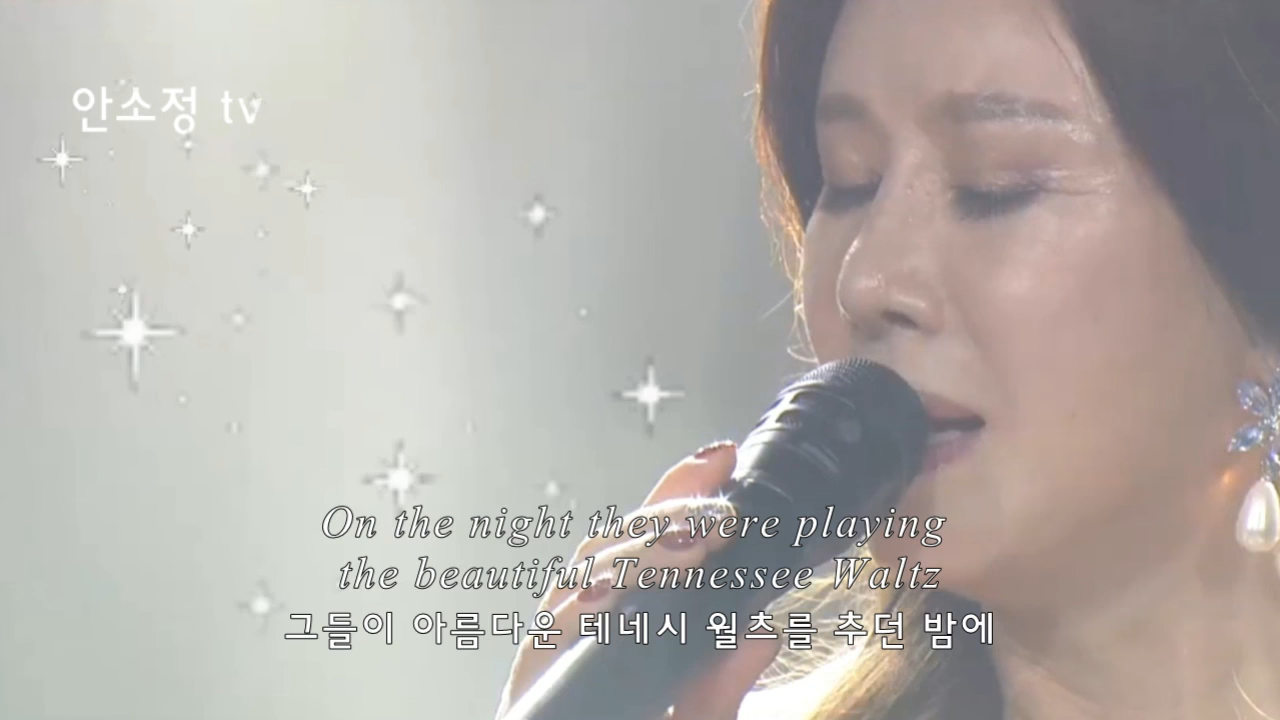 안소정 tv
On the night they were playing
the beautiful Tennessee Waltz
그들이 아름다운 테네시 월츠를 추던 밤에